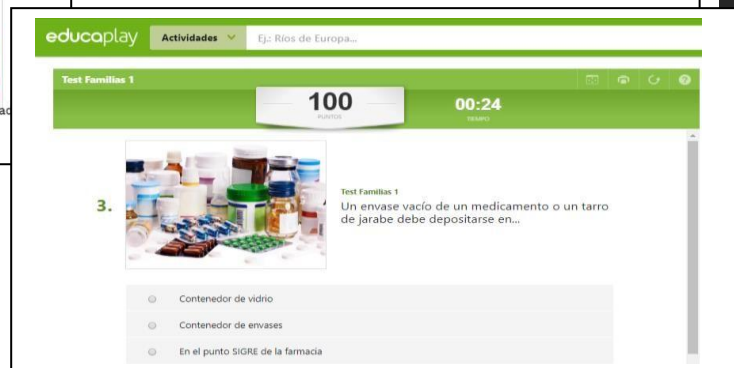 educaplay
Actividades
Ej.: Ríos de Europa...
Test Familias 1
100
PUNTOS
00:24
TIEMPO
3.
Test Familias 1
Un envase vacío de un medicamento o un tarro
de jarabe debe depositarse en...
Contenedor de vidrio
Contenedor de envases
En el punto SIGRE de la farmacia